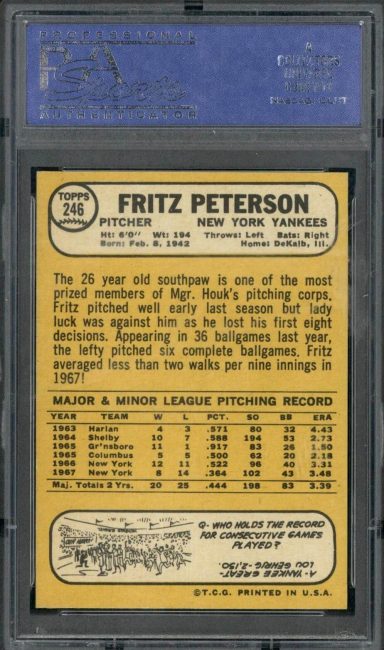 PROFESSIONAL
PSA
Sports
AUTHENTICATOR
A
COLLECTORS
UNIVERSE
COMPANY
NASDAQ: CLCT
TOPPS
246
FRITZ PETERSON
PITCHER NEW YORK YANKEES
Ht: 6'0" Wt: 194 Throws: Left Bats: Right
Born: Feb. 8, 1942 Home: DeKalb, Ill.
The 26 year old southpaw is one of the most
prized members of Mgr. Houk's pitching corps.
Fritz pitched well early last season but lady
luck was against him as he lost his first eight
decisions. Appearing in 36 ballgames last year,
the lefty pitched six complete ballgames. Fritz
averaged less than two walks per nine innings in
1967!
MAJOR & MINOR LEAGUE PITCHING RECORD
YEAR TEAM W L PCT. SO BB ERA
1963 Harlan 4 3 .571 80 32 4.43
1964 Shelby 10 7 .588 194 53 2.73
1965 Gr'nsboro 11 1 .917 83 26 1.50
1965 Columbus 5 5 .500 62 20 2.18
1966 New York 12 11 .522 96 40 3.31
1967 New York 8 14 .364 102 43 3.48
Maj. Totals 2 Yrs. 20 25 .444 198 83 3.39
Q- WHO HOLDS THE RECORD
FOR CONSECUTIVE GAMES
PLAYED?
A- YANKEE GREAT-
LOU GEHRIG-2,130.
©T.C.G. PRINTED IN U.S.A.